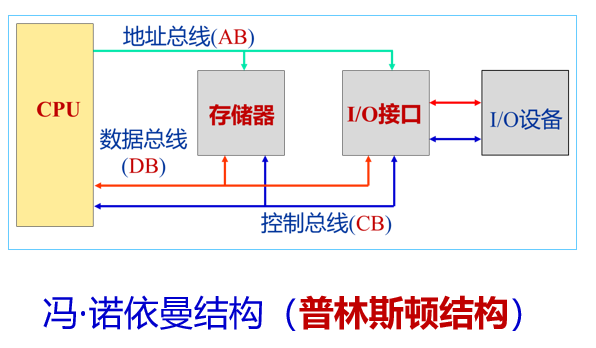 地址总线(AB)
CPU
存储器
I/O接口
I/O设备
数据总线
(DB)
控制总线(CB)
冯·诺依曼结构（普林斯顿结构）